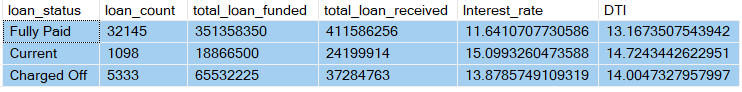 loan_status loan_count total_loan_funded total_loan_received Interest_rate DTI
Fully Paid 32145 351358350 411586256 11.6410707730586 13.1673507543942
Current 1098 18866500 24199914 15.0993260473588 14.7243442622951
Charged Off 5333 65532225 37284763 13.8785749109319 14.0047327957997